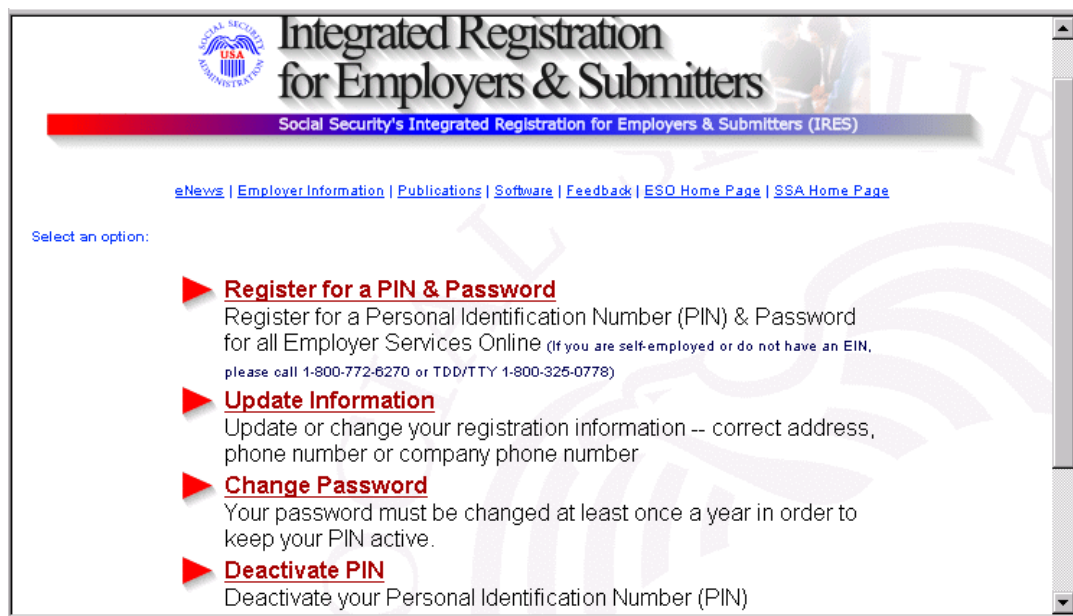 SOCIAL SECURITY
USA
ADMINISTRATION
Integrated Registration
for Employers & Submitters
Social Security's Integrated Registration for Employers & Submitters (IRES)
eNews | Employer Information | Publications | Software | Feedback | ESO Home Page | SSA Home Page
Select an option:
Register for a PIN & Password
Register for a Personal Identification Number (PIN) & Password
for all Employer Services Online (If you are self-employed or do not have an EIN,
please call 1-800-772-6270 or TDD/TTY 1-800-325-0778)
Update Information
Update or change your registration information -- correct address,
phone number or company phone number
Change Password
Your password must be changed at least once a year in order to
keep your PIN active.
Deactivate PIN
Deactivate your Personal Identification Number (PIN)